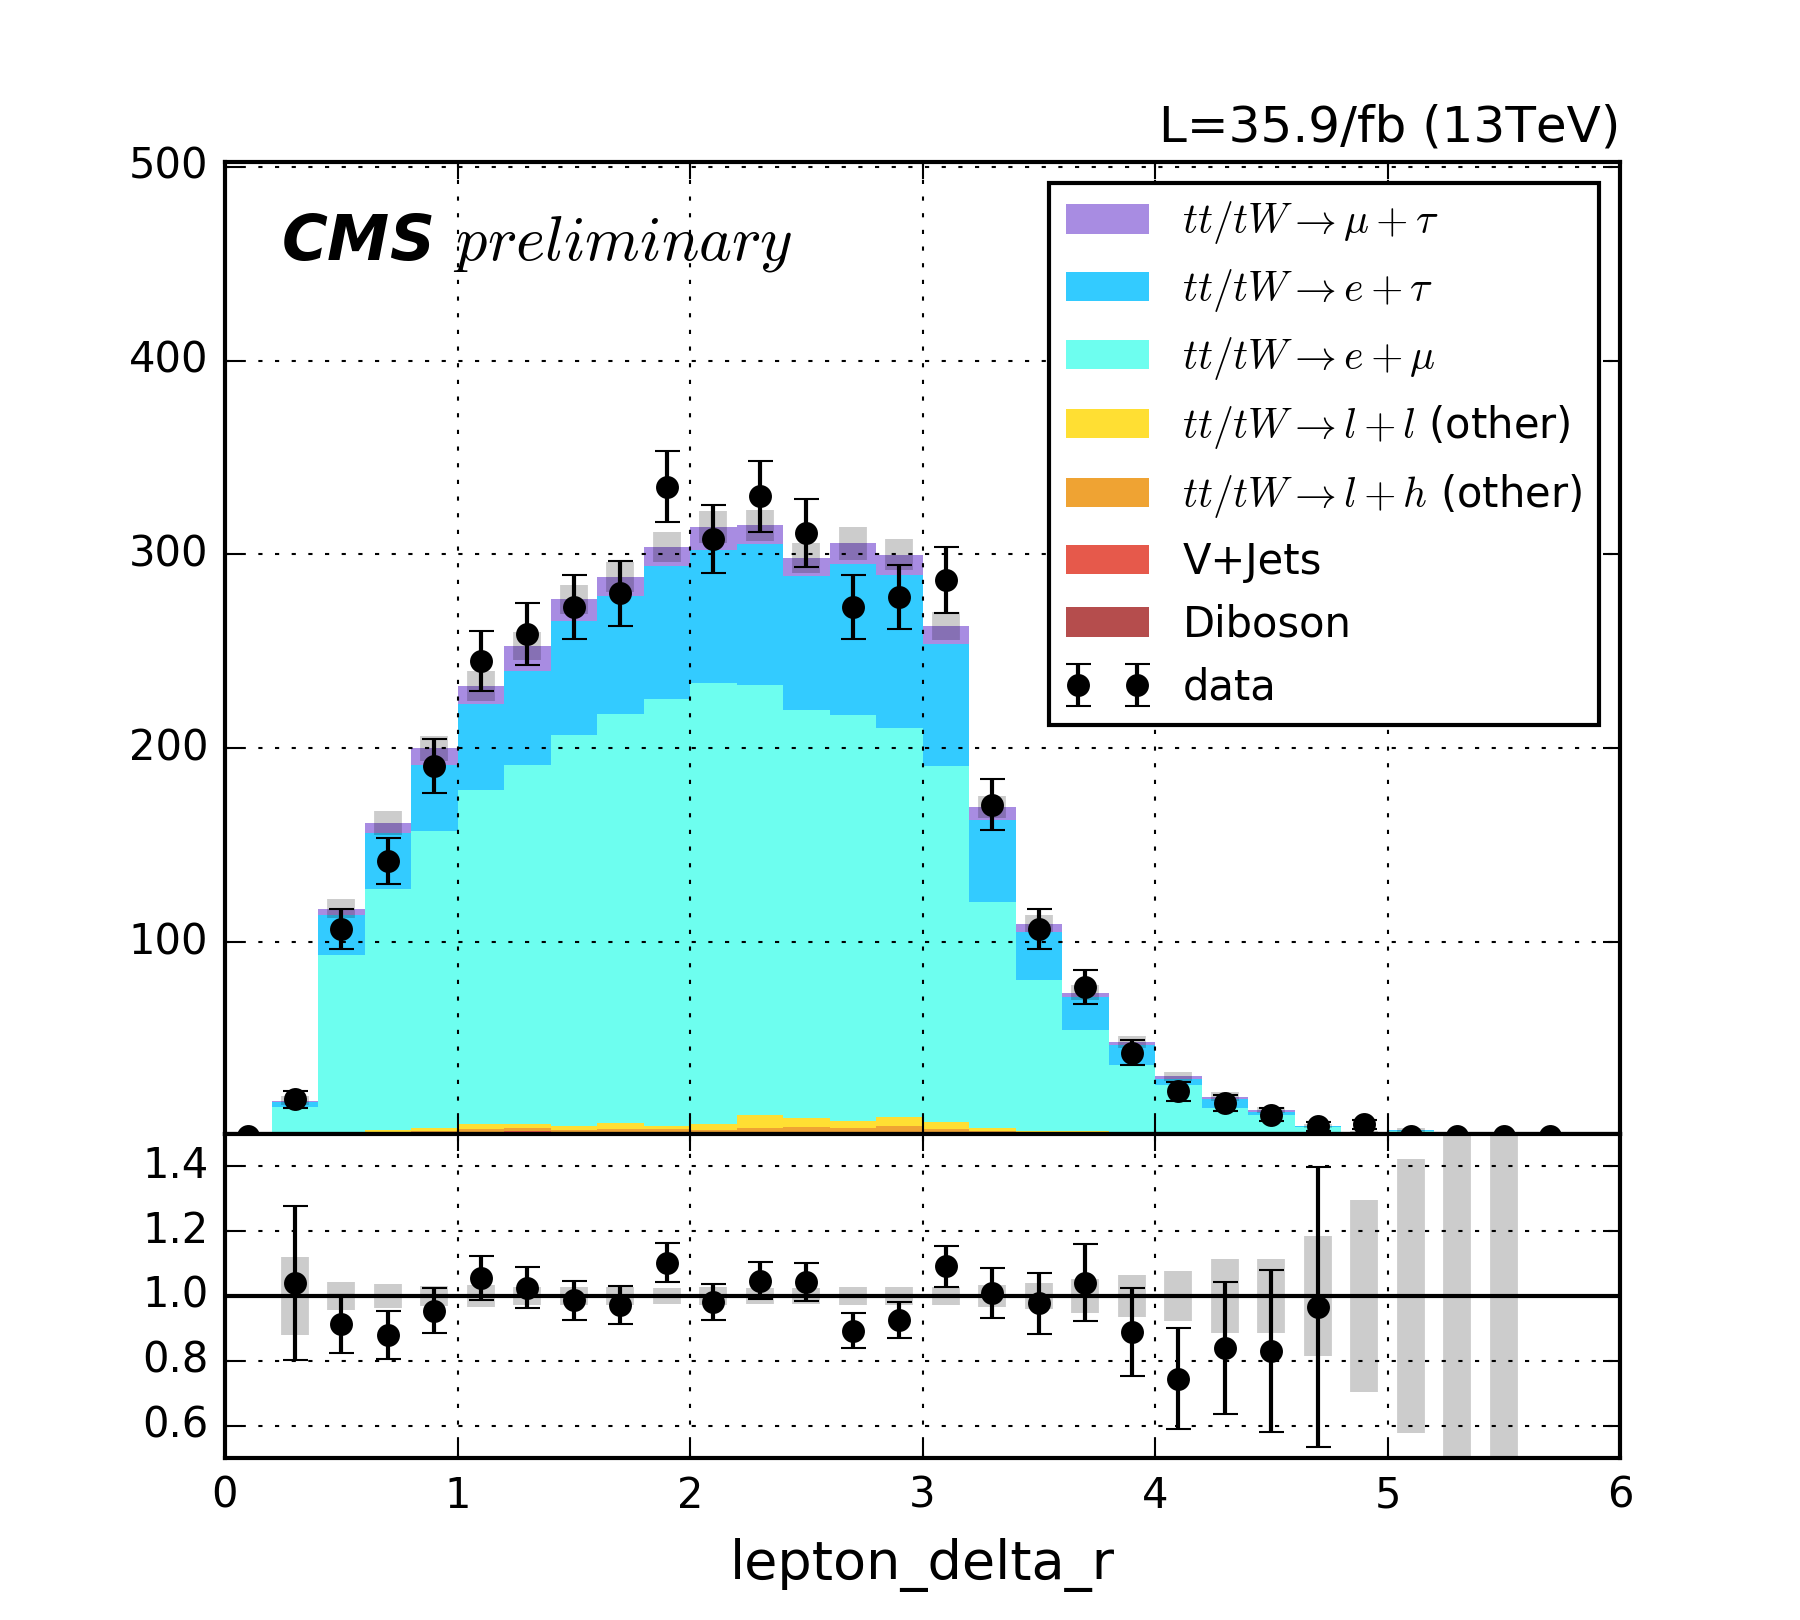 L=35.9/fb (13TeV)
500
CMS preliminary
400
300
200
100
tt/tW → μ + τ
tt/tW → e + τ
tt/tW → e + μ
tt/tW → l + l (other)
tt/tW → l + h (other)
V+Jets
Diboson
data
1.4
1.2
1.0
0.8
0.6
0 1 2 3 4 5 6
lepton_delta_r